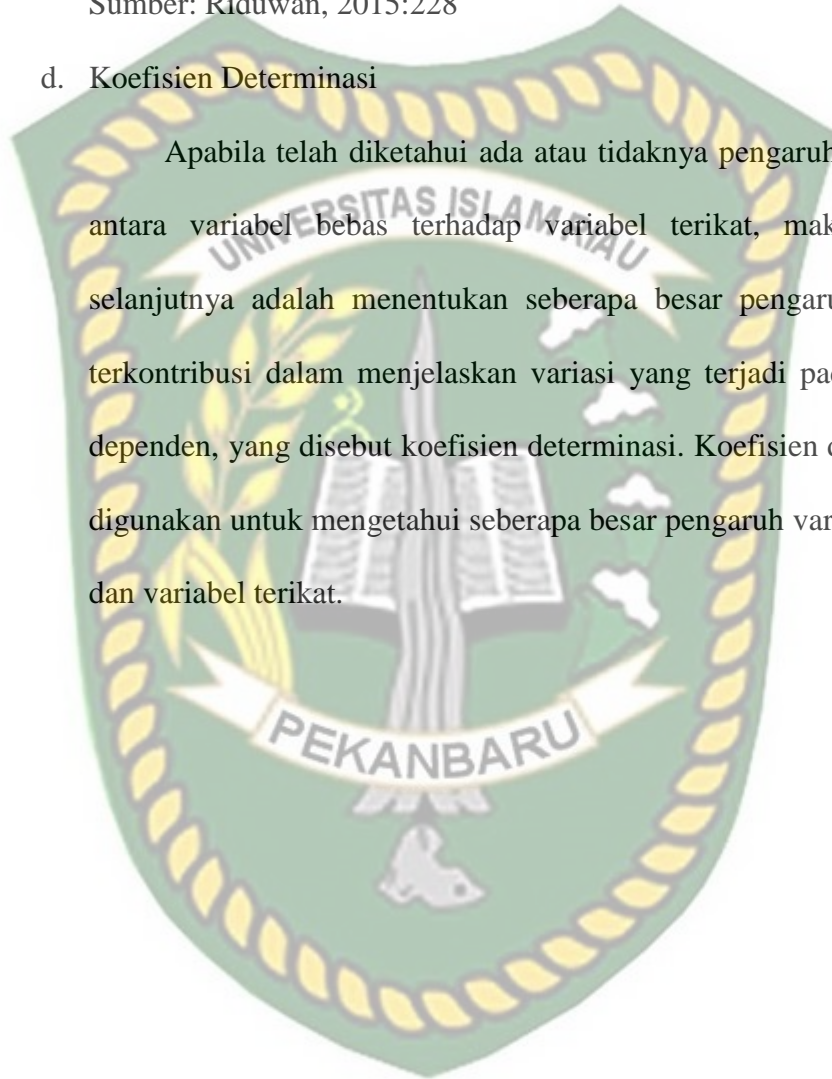 Sumber: Riduwan, 2015:228
d. Koefisien Determinasi
Apabila telah diketahui ada atau tidaknya pengaruh
antara variabel bebas terhadap variabel terikat, mak
selanjutnya adalah menentukan seberapa besar pengaru
terkontribusi dalam menjelaskan variasi yang terjadi pad
dependen, yang disebut koefisien determinasi. Koefisien d
digunakan untuk mengetahui seberapa besar pengaruh var
dan variabel terikat.
UNIVERSITAS ISLAM RIAU
PEKANBARU